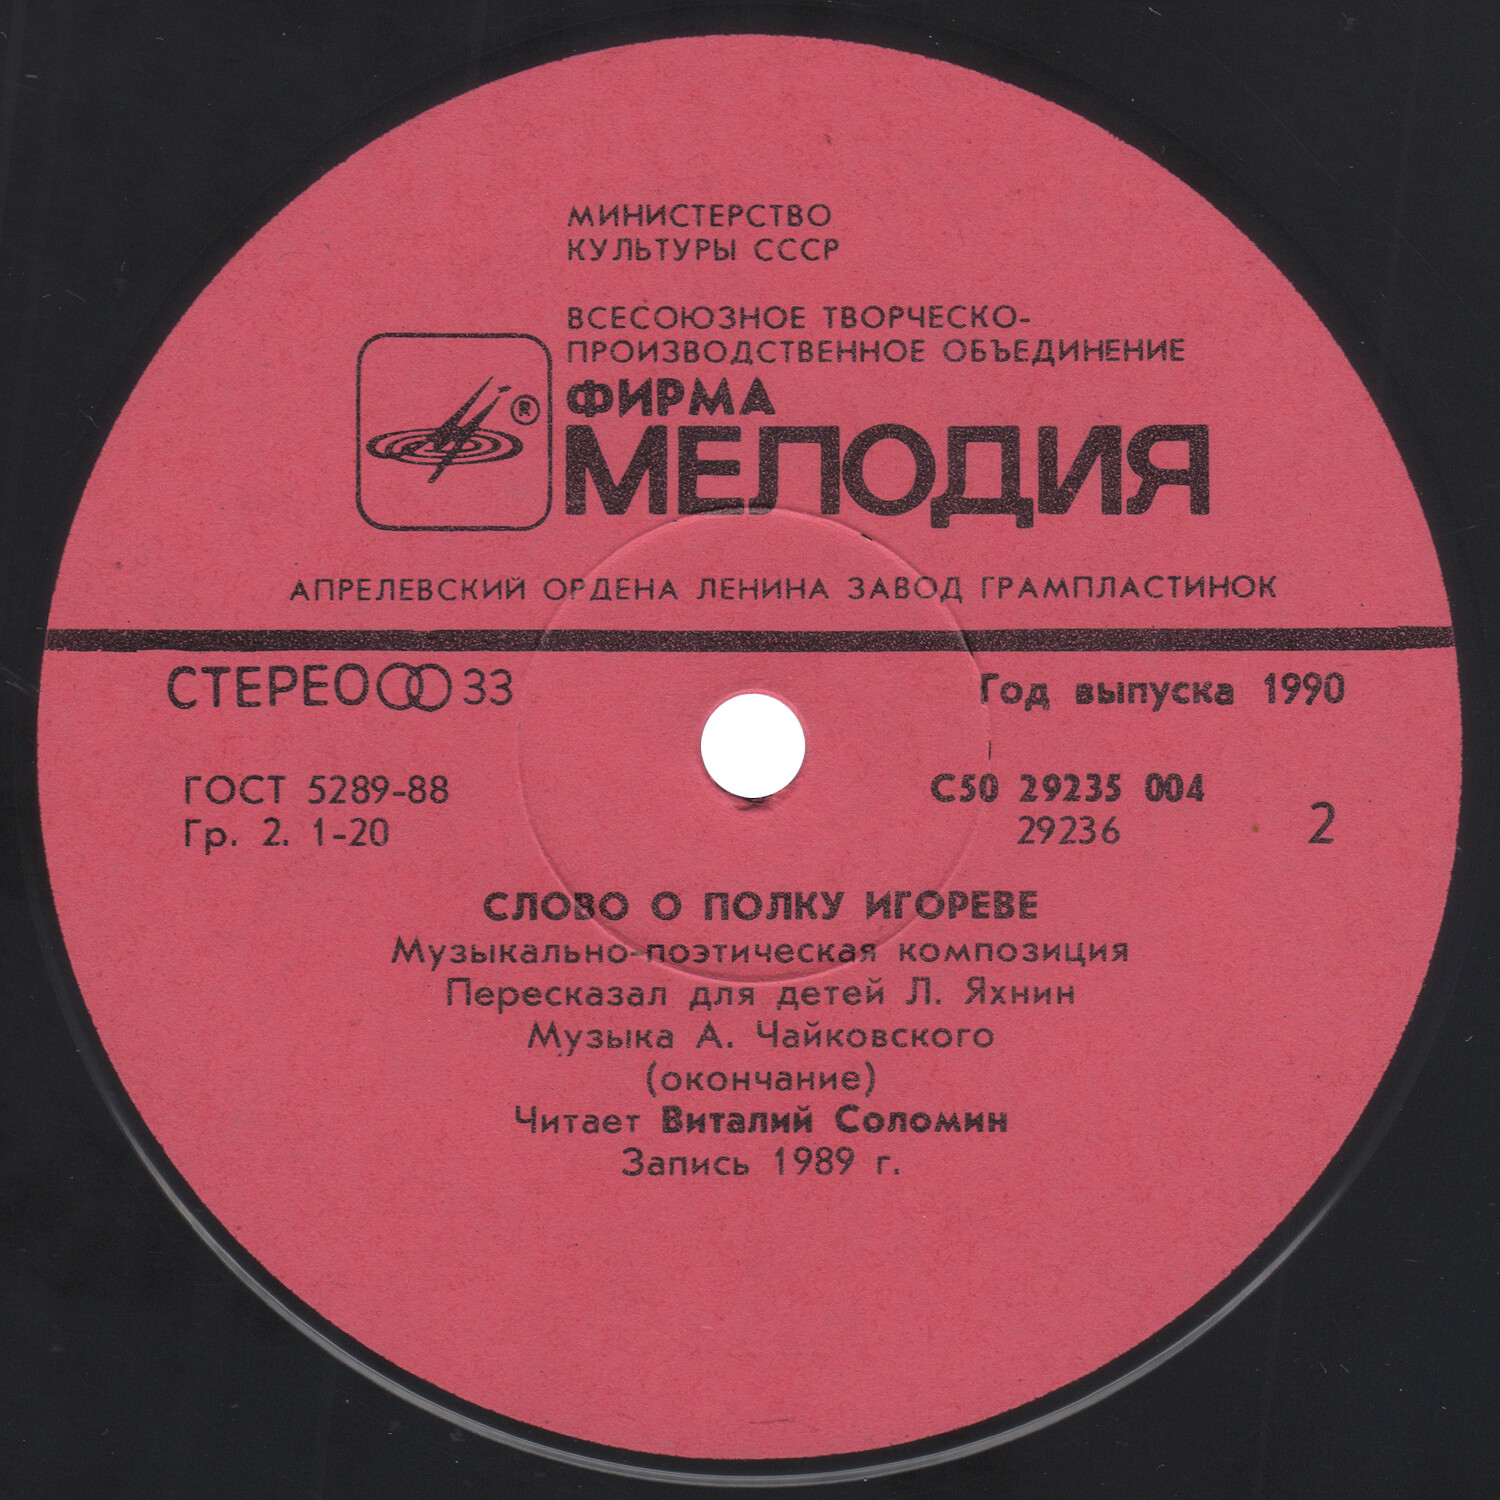 МИНИСТЕРСТВО
КУЛЬТУРЫ СССР
ВСЕСОЮЗНОЕ ТВОРЧЕСКО-
ПРОИЗВОДСТВЕННОЕ ОБЪЕДИНЕНИЕ
ФИРМА
®
МЕЛОДИЯ
АПРЕЛЕВСКИЙ ОРДЕНА ЛЕНИНА ЗАВОД ГРАМПЛАСТИНОК
СТЕРЕО 33
Год выпуска 1990
ГОСТ 5289-88
Гр. 2. 1-20
С50 29235 004
29236
2
СЛОВО О ПОЛКУ ИГОРЕВЕ
Музыкально-поэтическая композиция
Пересказал для детей Л. Яхнин
Музыка А. Чайковского
(окончание)
Читает Виталий Соломин
Запись 1989 г.